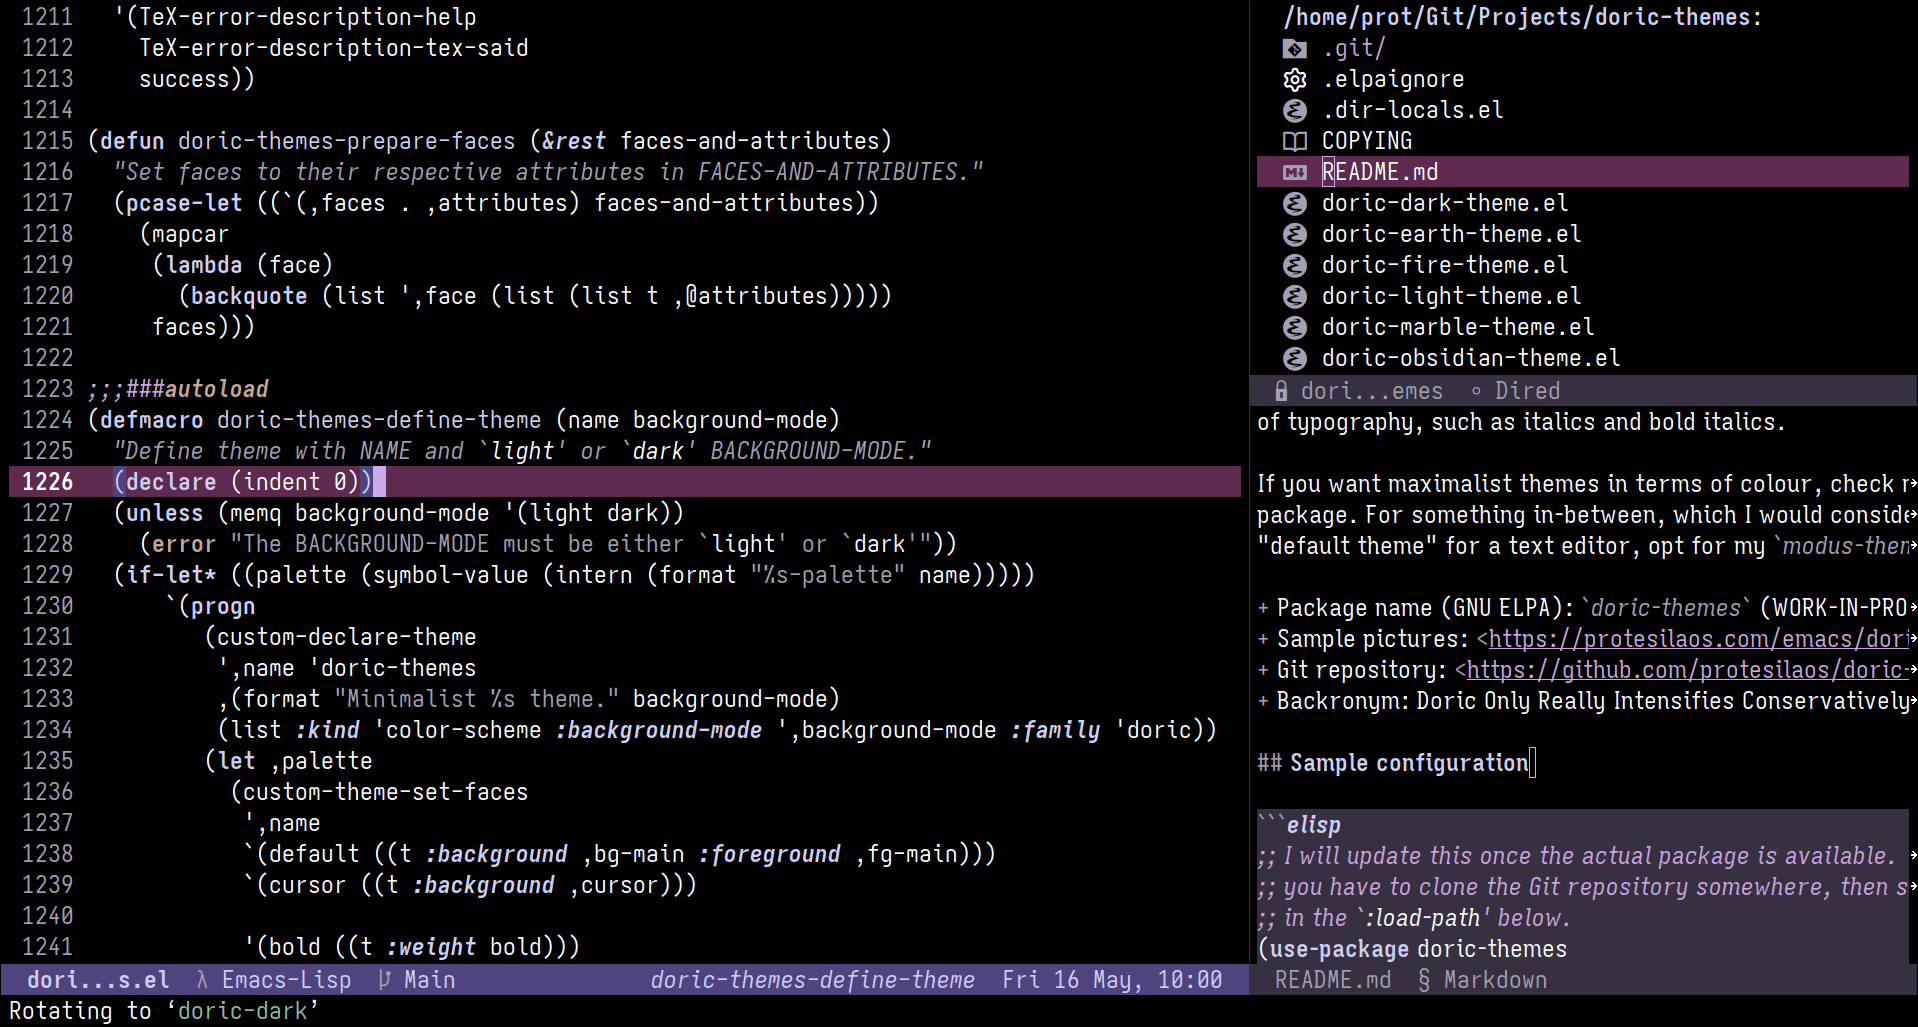 1211     '(TeX-error-description-help
1212       TeX-error-description-tex-said
1213       success))
1214
1215 (defun doric-themes-prepare-faces (&rest faces-and-attributes)
1216   "Set faces to their respective attributes in FACES-AND-ATTRIBUTES."
1217   (pcase-let ((`(,faces . ,attributes) faces-and-attributes))
1218     (mapcar
1219      (lambda (face)
1220        (backquote (list ',face (list (list t ,@attributes)))))
1221      faces)))
1222
1223 ;;;###autoload
1224 (defmacro doric-themes-define-theme (name background-mode)
1225   "Define theme with NAME and `light' or `dark' BACKGROUND-MODE."
1226   (declare (indent 0))
1227   (unless (memq background-mode '(light dark))
1228     (error "The BACKGROUND-MODE must be either `light' or `dark'"))
1229   (if-let* ((palette (symbol-value (intern (format "%s-palette" name)))))
1230       `(progn
1231          (custom-declare-theme
1232           ',name 'doric-themes
1233           ,(format "Minimalist %s theme." background-mode)
1234           (list :kind 'color-scheme :background-mode ',background-mode :family 'doric))
1235          (let ,palette
1236            (custom-theme-set-faces
1237             ',name
1238             `(default ((t :background ,bg-main :foreground ,fg-main)))
1239             `(cursor ((t :background ,cursor)))
1240
1241             '(bold ((t :weight bold)))
dori...s.el λ Emacs-Lisp Main doric-themes-define-theme Fri 16 May, 10:00
/home/prot/Git/Projects/doric-themes:
.git/
.elpaignore
.dir-locals.el
COPYING
README.md
doric-dark-theme.el
doric-earth-theme.el
doric-fire-theme.el
doric-light-theme.el
doric-marble-theme.el
doric-obsidian-theme.el
dori...emes ∘ Dired
of typography, such as italics and bold italics.
If you want maximalist themes in terms of colour, check
package. For something in-between, which I would
"default theme" for a text editor, opt for my
+ Package name (GNU ELPA): `doric-themes` (WORK-IN-PRO
+ Sample pictures: <https://protesilaos.com/emacs/dori
+ Git repository: <https://github.com/protesilaos/doric-
+ Backronym: Doric Only Really Intensifies Conservatively
## Sample configuration
```elisp
;; I will update this once the actual package is available.
;; you have to clone the Git repository somewhere, then s
;; in the `:load-path' below.
(use-package doric-themes
README.md § Markdown
Rotating to ‘doric-dark’